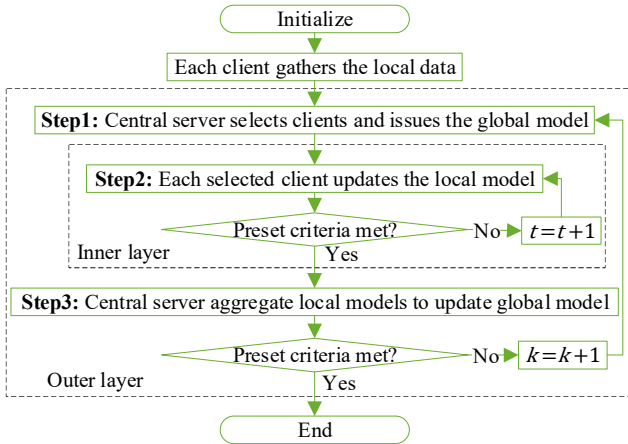 Initialize
Each client gathers the local data
Step1: Central server selects clients and issues the global model
Step2: Each selected client updates the local model
Preset criteria met?
No
t=t+1
Inner layer
Yes
Step3: Central server aggregate local models to update global model
Preset criteria met?
No
k=k+1
Outer layer
Yes
End